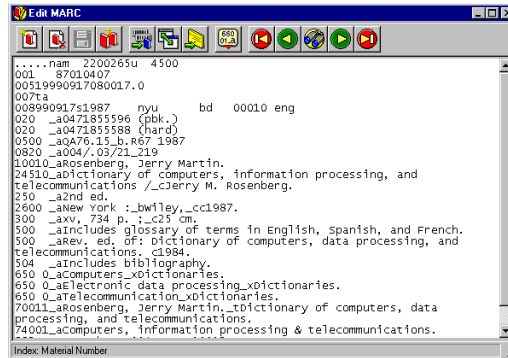 Edit MARC
650
01.a
.....nam 2200265u 4500
001 87010407
00519990917080017.0
007ta
008990917s1987 nyu bd 00010 eng
020 _a0471855596 (pbk.)
020 _a0471855588 (hard)
0500 _aQA76.15_b.R67 1987
0820 _a004/.03/21_219
10010_aRosenberg, Jerry Martin.
24510_aDictionary of computers, information processing, and
telecommunications /_cJerry M. Rosenberg.
250 _a2nd ed.
2600 _aNew York :_bWiley,_cc1987.
300 _axv, 734 p. ;_c25 cm.
500 _aIncludes glossary of terms in English, Spanish, and French.
500 _aRev. ed. of: Dictionary of computers, data processing, and
telecommunications. c1984.
504 _aIncludes bibliography.
650 0_aComputers_xDictionaries.
650 0_aElectronic data processing_xDictionaries.
650 0_aTelecommunication_xDictionaries.
70011_aRosenberg, Jerry Martin._tDictionary of computers, data
processing, and telecommunications.
74001_aComputers, information processing & telecommunications.
Index: Material Number